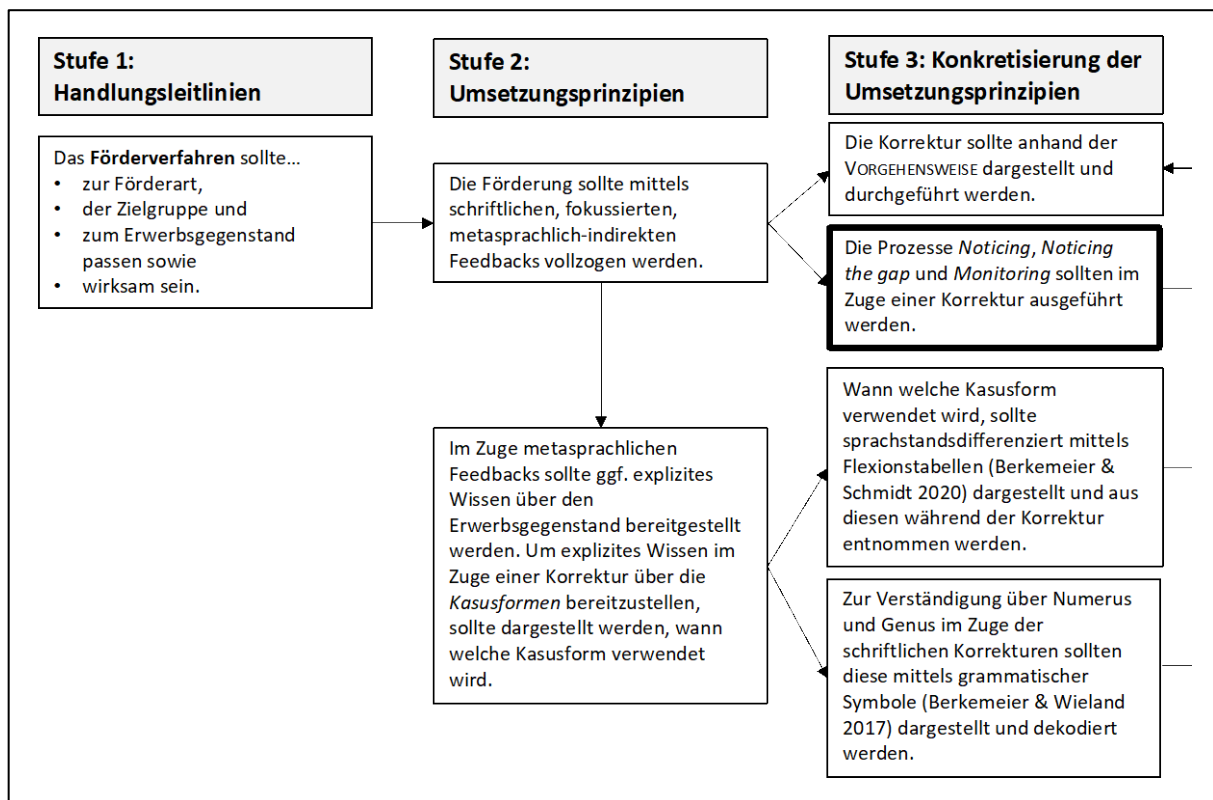 Stufe 1:
Handlungsleitlinien
Das Förderverfahren sollte…
• zur Förderart,
• der Zielgruppe und
• zum Erwerbsgegenstand
passen sowie
• wirksam sein.
Stufe 2:
Umsetzungsprinzipien
Die Förderung sollte mittels
schriftlichen, fokussierten,
metasprachlich-indirekten
Feedbacks vollzogen werden.
Im Zuge metasprachlichen
Feedbacks sollte ggf. explizites
Wissen über den
Erwerbsgegenstand bereitgestellt
werden. Um explizites Wissen im
Zuge einer Korrektur über die
Kasusformen bereitzustellen,
sollte dargestellt werden, wann
welche Kasusform verwendet
wird.
Stufe 3: Konkretisierung der
Umsetzungsprinzipien
Die Korrektur sollte anhand der
VORGEHENSWEISE dargestellt und
durchgeführt werden.
Die Prozesse Noticing, Noticing
the gap und Monitoring sollten im
Zuge einer Korrektur ausgeführt
werden.
Wann welche Kasusform
verwendet wird, sollte
sprachstandsdifferenziert mittels
Flexionstabellen (Berkemeier &
Schmidt 2020) dargestellt und aus
diesen während der Korrektur
entnommen werden.
Zur Verständigung über Numerus
und Genus im Zuge der
schriftlichen Korrekturen sollten
diese mittels grammatischer
Symbole (Berkemeier & Wieland
2017) dargestellt und dekodiert
werden.